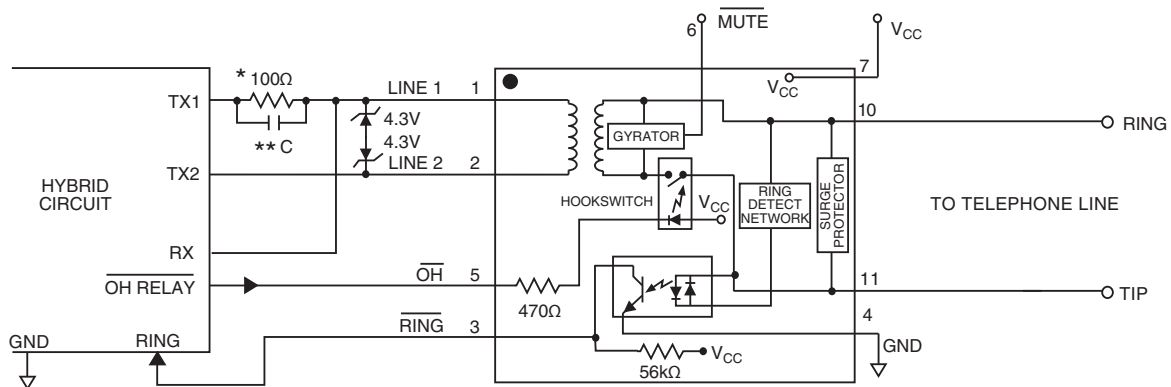 6
MUTE
VCC
7
VCC
* 100Ω
LINE 1
1
TX1
4.3V
4.3V
** C
GYRATOR
10
RING
TX2
LINE 2
2
HYBRID
CIRCUIT
HOOKSWITCH
VCC
RING
DETECT
NETWORK
SURGE
PROTECTOR
TO TELEPHONE LINE
RX
OH RELAY
OH
5
470Ω
11
TIP
GND
RING
RING
3
4
GND
56kΩ
VCC